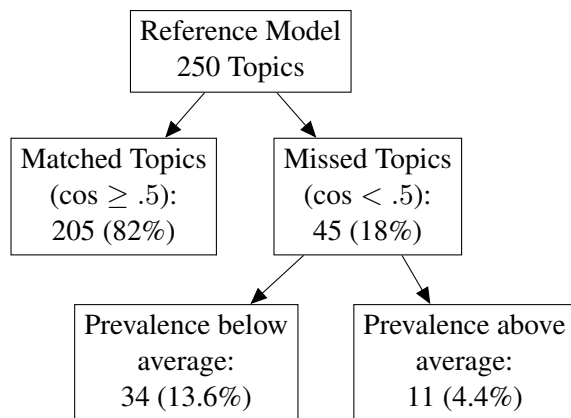 Reference Model
250 Topics
Matched Topics
(cos ≥ .5):
205 (82%)
Missed Topics
(cos < .5):
45 (18%)
Prevalence below
average:
34 (13.6%)
Prevalence above
average:
11 (4.4%)